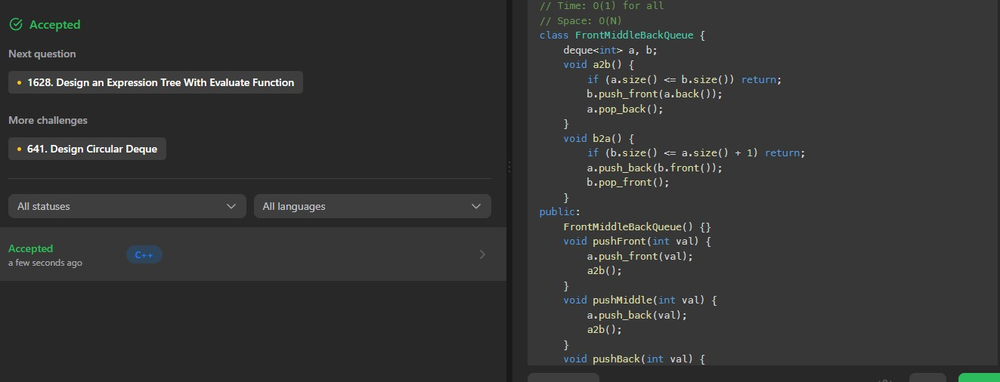 Accepted
Next question
1628. Design an Expression Tree With Evaluate Function
More challenges
641. Design Circular Deque
All statuses
All languages
Accepted
a few seconds ago
C++
// Time: O(1) for all
// Space: O(N)
class FrontMiddleBackQueue {
    deque<int> a, b;
    void a2b() {
        if (a.size() <= b.size()) return;
        b.push_front(a.back());
        a.pop_back();
    }
    void b2a() {
        if (b.size() <= a.size() + 1) return;
        a.push_back(b.front());
        b.pop_front();
    }
public:
    FrontMiddleBackQueue() {}
    void pushFront(int val) {
        a.push_front(val);
        a2b();
    }
    void pushMiddle(int val) {
        a.push_back(val);
        a2b();
    }
    void pushBack(int val) {